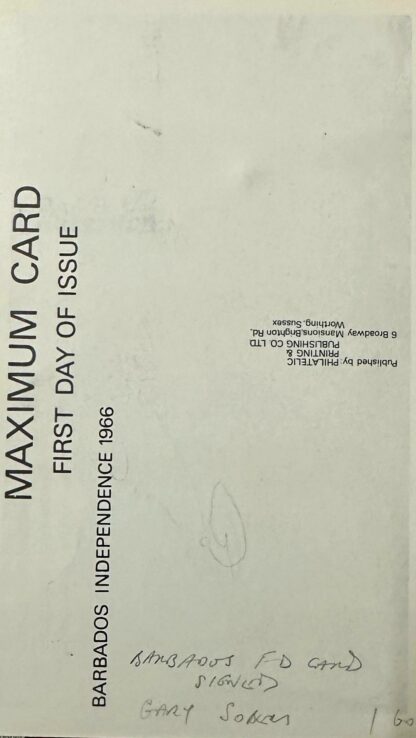 MAXIMUM CARD
FIRST DAY OF ISSUE
BARBADOS INDEPENDENCE 1966
Published by: PHILATELIC
PRINTING &
PUBLISHING CO. LTD
6 Broadway Mansions, Brighton Rd,
Worthing, Sussex
BARBADOS FD CARD
SIGNED
GARY SOBERS